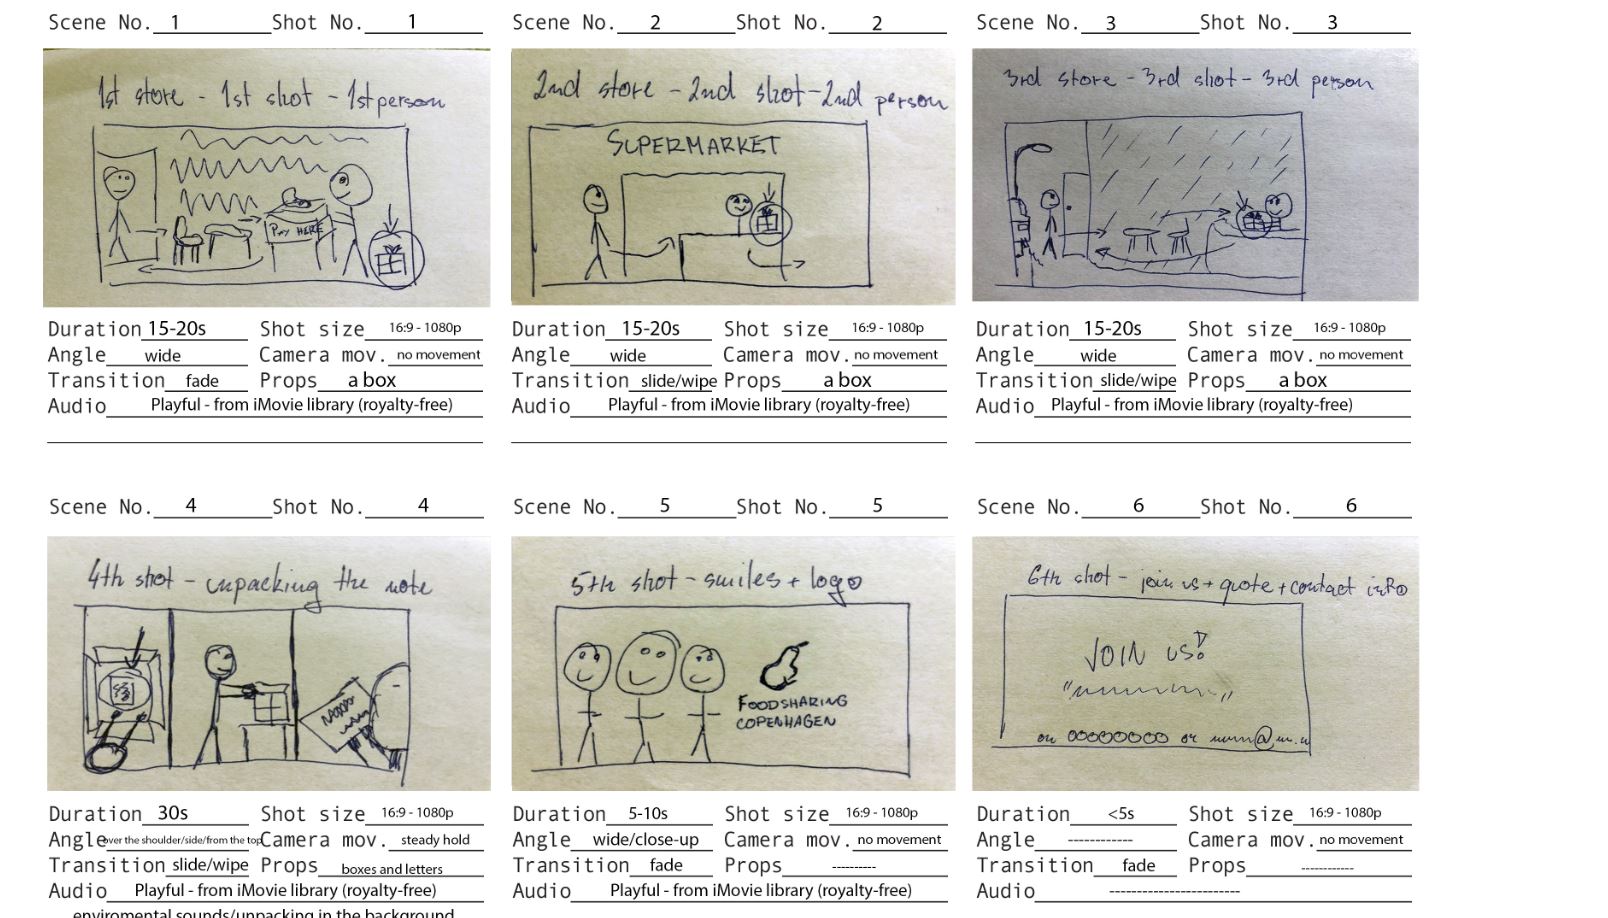 Scene No. 1 Shot No. 1
1st store - 1st shot - 1st person
PAY HERE
Duration 15-20s Shot size 16:9 - 1080p
Angle wide Camera mov. no movement
Transition fade Props a box
Audio Playful - from iMovie library (royalty-free)
Scene No. 2 Shot No. 2
2nd store - 2nd shot - 2nd person
SUPERMARKET
Duration 15-20s Shot size 16:9 - 1080p
Angle wide Camera mov. no movement
Transition slide/wipe Props a box
Audio Playful - from iMovie library (royalty-free)
Scene No. 3 Shot No. 3
3rd store - 3rd shot - 3rd person
Duration 15-20s Shot size 16:9 - 1080p
Angle wide Camera mov. no movement
Transition slide/wipe Props a box
Audio Playful - from iMovie library (royalty-free)
Scene No. 4 Shot No. 4
4th shot - unpacking the note
Duration 30s Shot size 16:9 - 1080p
Angle over the shoulder/side/from the top Camera mov. steady hold
Transition slide/wipe Props boxes and letters
Audio Playful - from iMovie library (royalty-free)
enviromental sounds/unpacking in the background
Scene No. 5 Shot No. 5
5th shot - smiles + logo
FOODSHARING
COPENHAGEN
Duration 5-10s Shot size 16:9 - 1080p
Angle wide/close-up Camera mov. no movement
Transition fade Props ----------
Audio Playful - from iMovie library (royalty-free)
Scene No. 6 Shot No. 6
6th shot - join us + quote + contact info
JOIN US!
on 00000000 or @
Duration <5s Shot size 16:9 - 1080p
Angle ------------ Camera mov. no movement
Transition fade Props ------------
Audio ------------------------